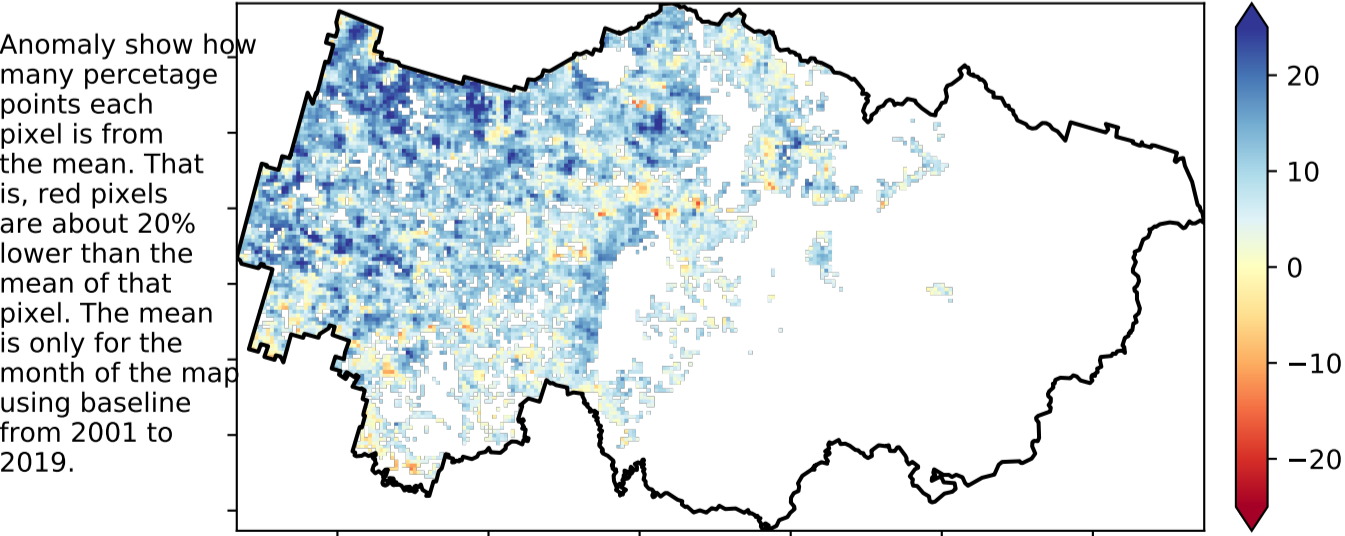 Anomaly show how
many percetage
points each
pixel is from
the mean. That
is, red pixels
are about 20%
lower than the
mean of that
pixel. The mean
is only for the
month of the map
using baseline
from 2001 to
2019.
20
10
0
−10
−20